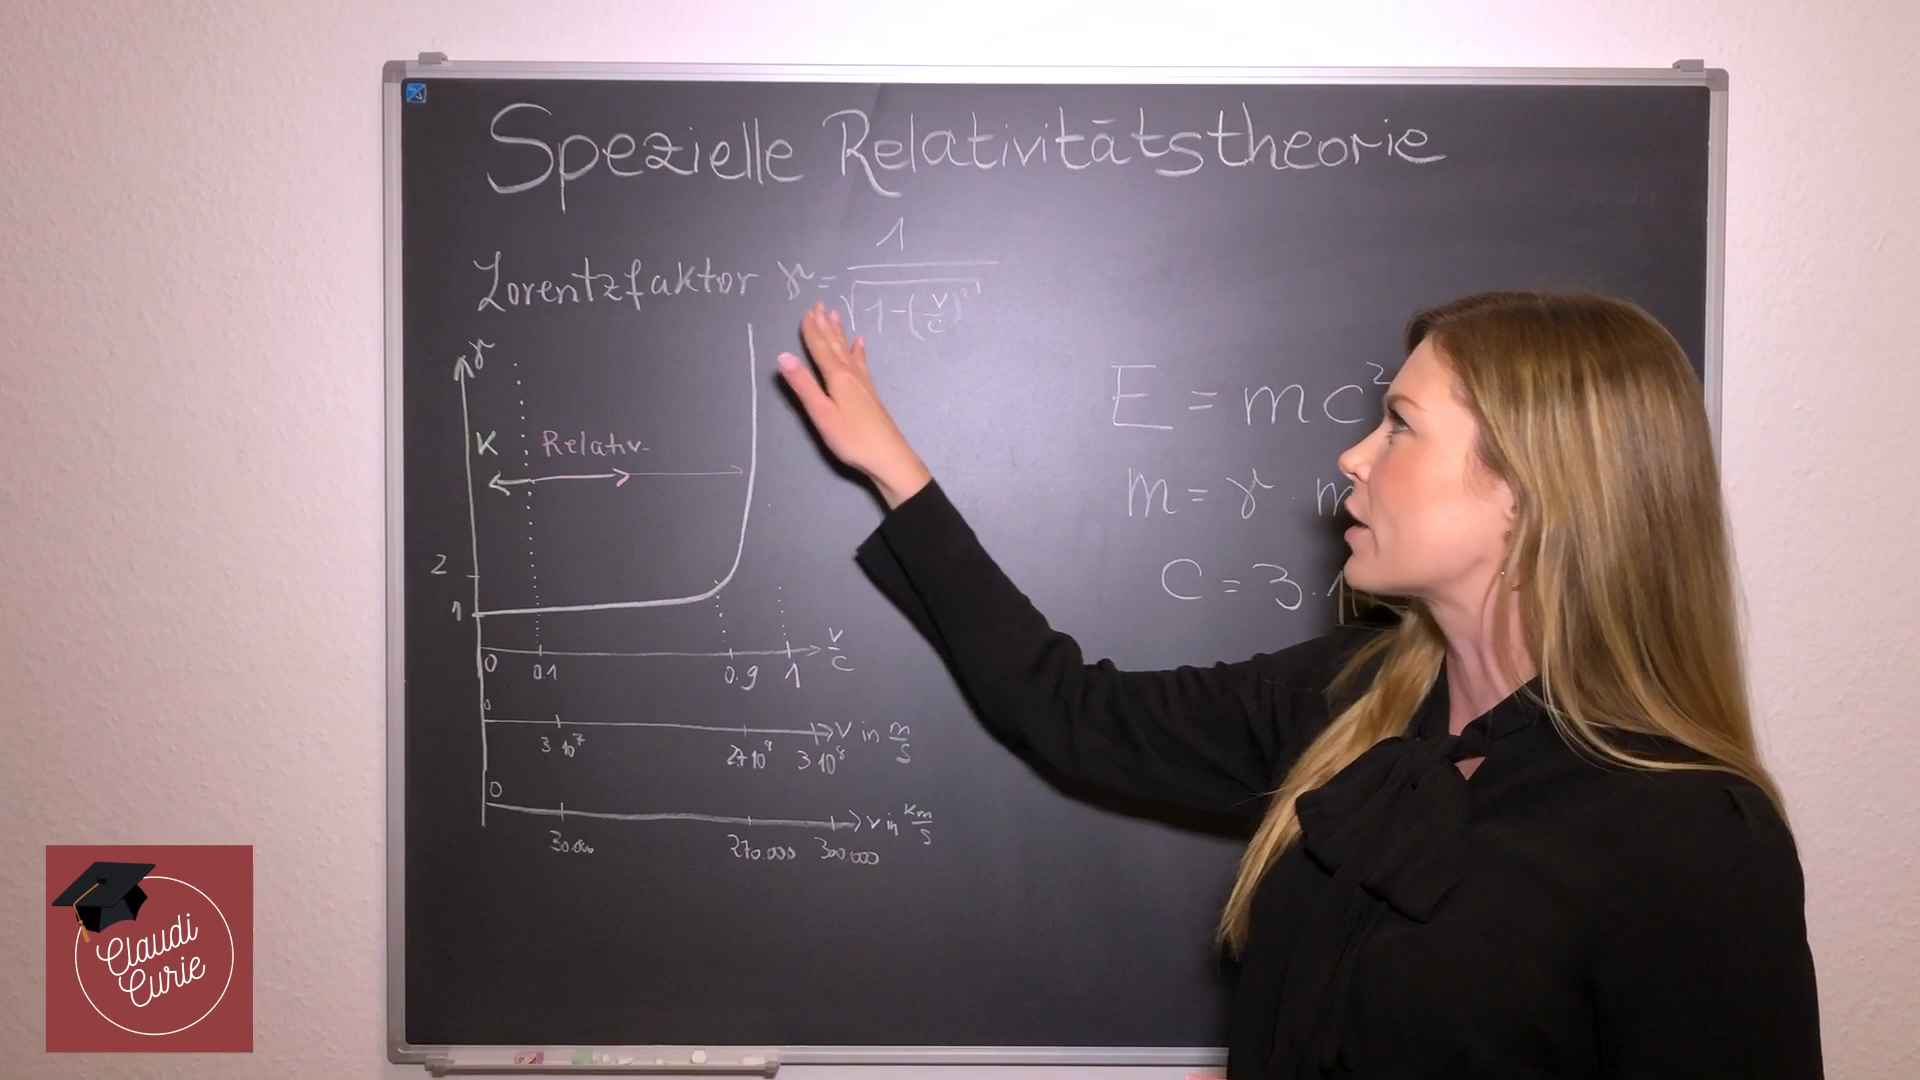 Spezielle Relativitātstheorie
Lorentzfaktor γ = 1 / √(1-(v/c)²)
γ
K Relativ.
2
1
0 0.1 0.9 1 v/c
0
3 10⁷ 2.7 10⁸ 3 10⁸ v in m/s
0
30.000 270.000 300.000 v in Km/s
E = mc²
m = γ · m
C = 3.1
Claudi
Curie